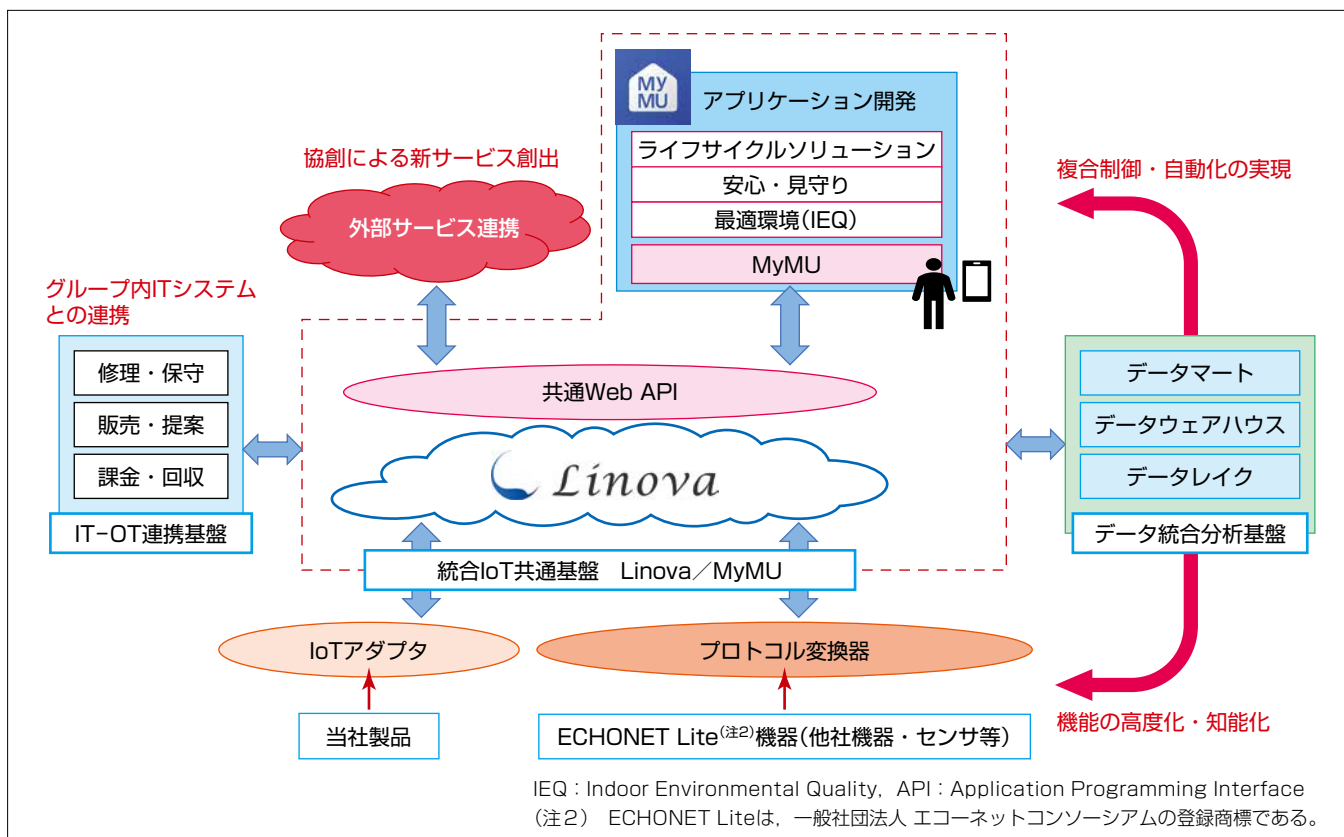 My
MU
アプリケーション開発
ライフサイクルソリューション
安心・見守り
最適環境(IEQ)
MyMU
協創による新サービス創出
外部サービス連携
複合制御・自動化の実現
グループ内ITシステム
との連携
修理・保守
販売・提案
課金・回収
IT-OT連携基盤
共通Web API
Linova
データマート
データウェアハウス
データレイク
データ統合分析基盤
統合IoT共通基盤 Linova/MyMU
IoTアダプタ
プロトコル変換器
当社製品
ECHONET Lite(注2)機器(他社機器・センサ等)
機能の高度化・知能化
IEQ:Indoor Environmental Quality, API:Application Programming Interface
(注2) ECHONET Liteは,一般社団法人 エコーネットコンソーシアムの登録商標である。